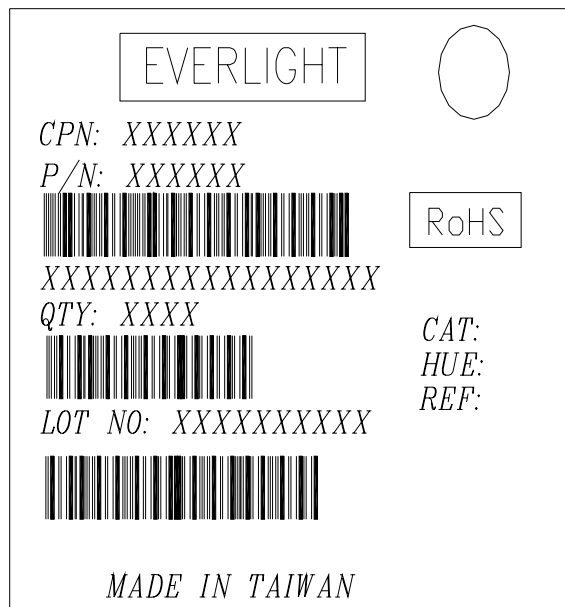 EVERLIGHT
CPN: XXXXXX
P/N: XXXXXX
RoHS
XXXXXXXXXXXXXXXXX
QTY: XXXX
CAT:
HUE:
REF:
LOT NO: XXXXXXXXXX
MADE IN TAIWAN